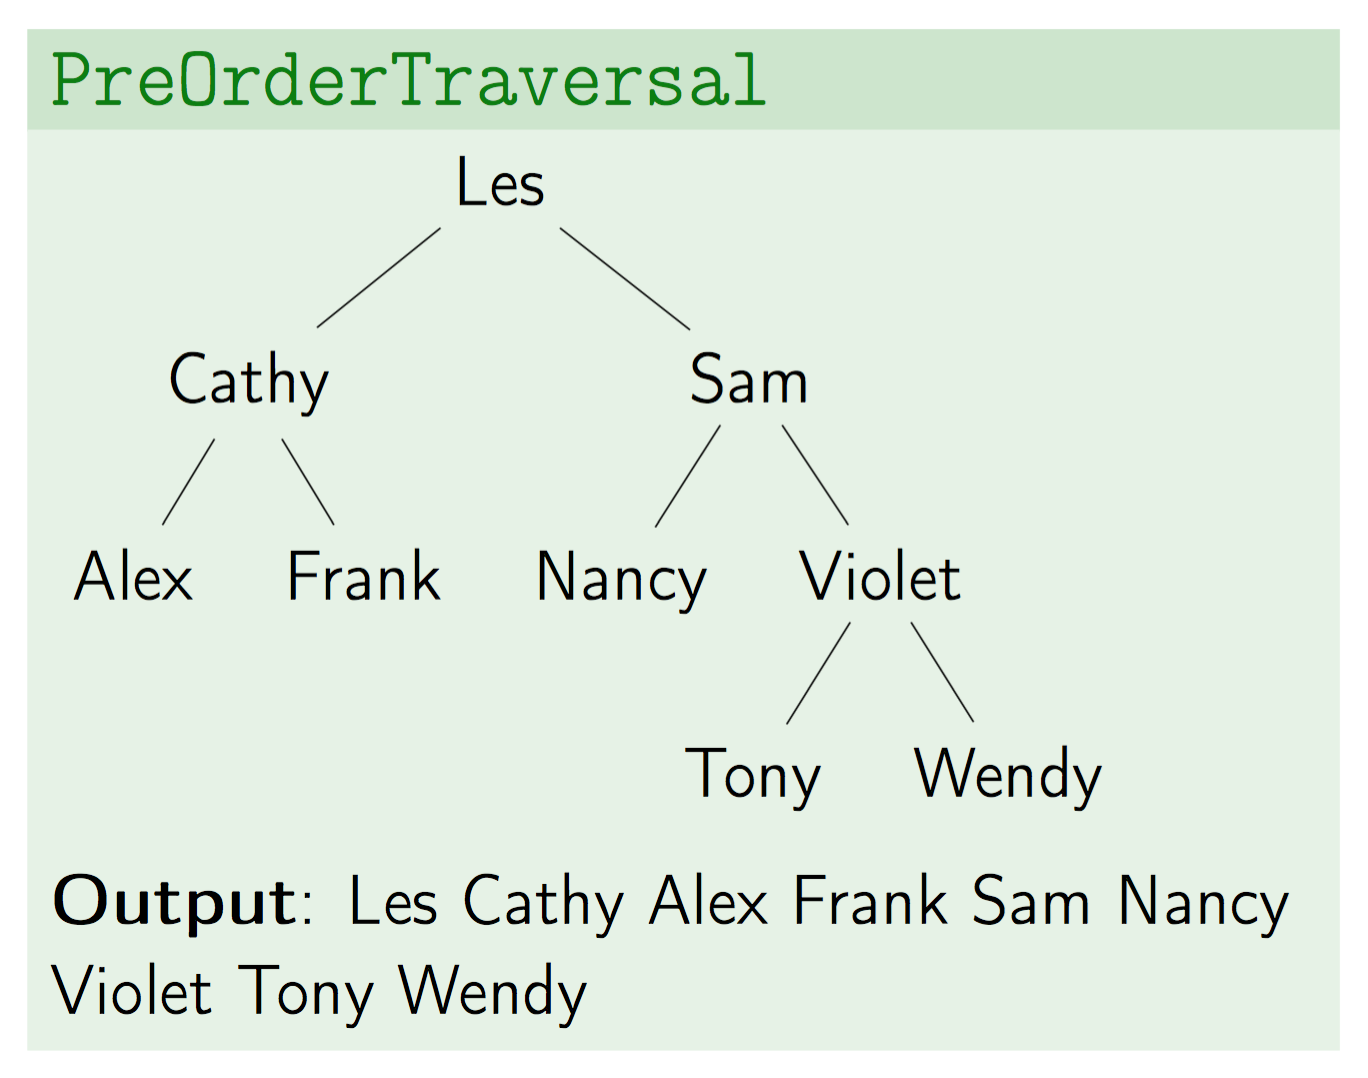 PreOrderTraversal
Les
Cathy Sam
Alex Frank Nancy Violet
Tony Wendy
Output: Les Cathy Alex Frank Sam Nancy
Violet Tony Wendy